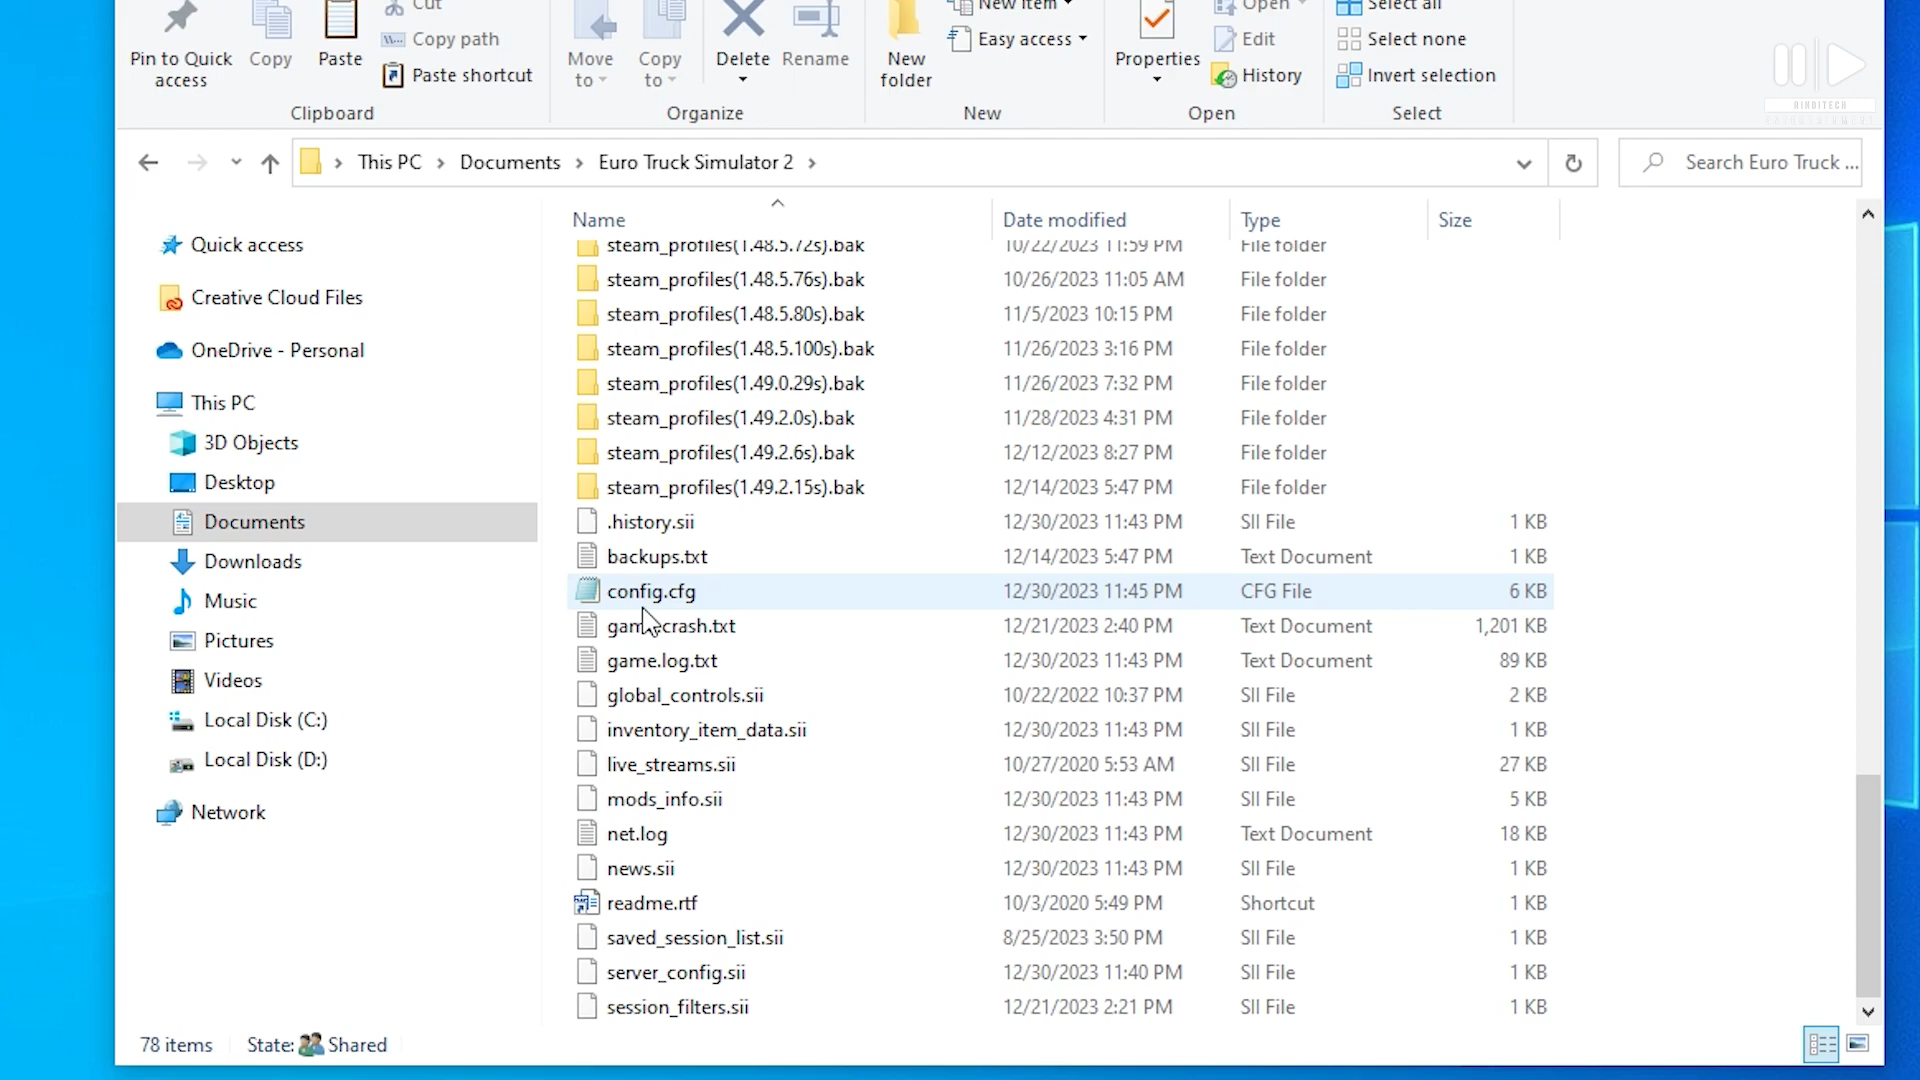 Cut
New item
Open
Select all
Pin to Quick access
Copy
Paste
Copy path
Paste shortcut
Move to
Copy to
Delete
Rename
New folder
Easy access
Properties
Edit
History
Select none
Invert selection
Clipboard
Organize
New
Open
Select
RINDITECH
This PC > Documents > Euro Truck Simulator 2 >
Search Euro Truck ...
Name Date modified Type Size
Quick access
Creative Cloud Files
OneDrive - Personal
This PC
3D Objects
Desktop
Documents
Downloads
Music
Pictures
Videos
Local Disk (C:)
Local Disk (D:)
Network
steam_profiles(1.48.5.72s).bak 10/22/2023 11:59 PM File folder
steam_profiles(1.48.5.76s).bak 10/26/2023 11:05 AM File folder
steam_profiles(1.48.5.80s).bak 11/5/2023 10:15 PM File folder
steam_profiles(1.48.5.100s).bak 11/26/2023 3:16 PM File folder
steam_profiles(1.49.0.29s).bak 11/26/2023 7:32 PM File folder
steam_profiles(1.49.2.0s).bak 11/28/2023 4:31 PM File folder
steam_profiles(1.49.2.6s).bak 12/12/2023 8:27 PM File folder
steam_profiles(1.49.2.15s).bak 12/14/2023 5:47 PM File folder
.history.sii 12/30/2023 11:43 PM SII File 1 KB
backups.txt 12/14/2023 5:47 PM Text Document 1 KB
config.cfg 12/30/2023 11:45 PM CFG File 6 KB
game.crash.txt 12/21/2023 2:40 PM Text Document 1,201 KB
game.log.txt 12/30/2023 11:43 PM Text Document 89 KB
global_controls.sii 10/22/2022 10:37 PM SII File 2 KB
inventory_item_data.sii 12/30/2023 11:43 PM SII File 1 KB
live_streams.sii 10/27/2020 5:53 AM SII File 27 KB
mods_info.sii 12/30/2023 11:43 PM SII File 5 KB
net.log 12/30/2023 11:43 PM Text Document 18 KB
news.sii 12/30/2023 11:43 PM SII File 1 KB
readme.rtf 10/3/2020 5:49 PM Shortcut 1 KB
saved_session_list.sii 8/25/2023 3:50 PM SII File 1 KB
server_config.sii 12/30/2023 11:40 PM SII File 1 KB
session_filters.sii 12/21/2023 2:21 PM SII File 1 KB
78 items State: Shared